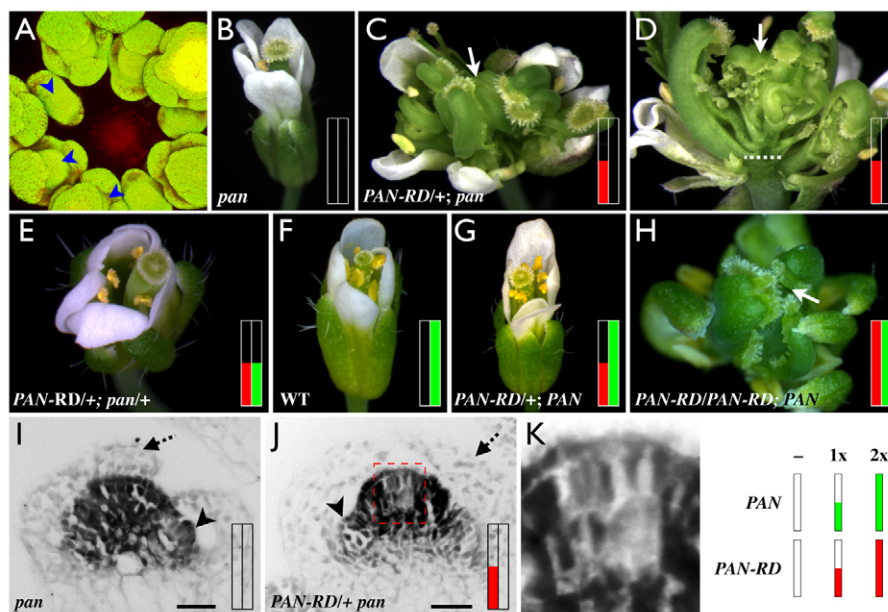 A
B
pan
C
PAN-RD/+; pan
D
E
PAN-RD/+; pan/+
F
WT
G
PAN-RD/+; PAN
H
PAN-RD/PAN-RD; PAN
I
pan
J
PAN-RD/+ pan
K
– 1x 2x
PAN
PAN-RD